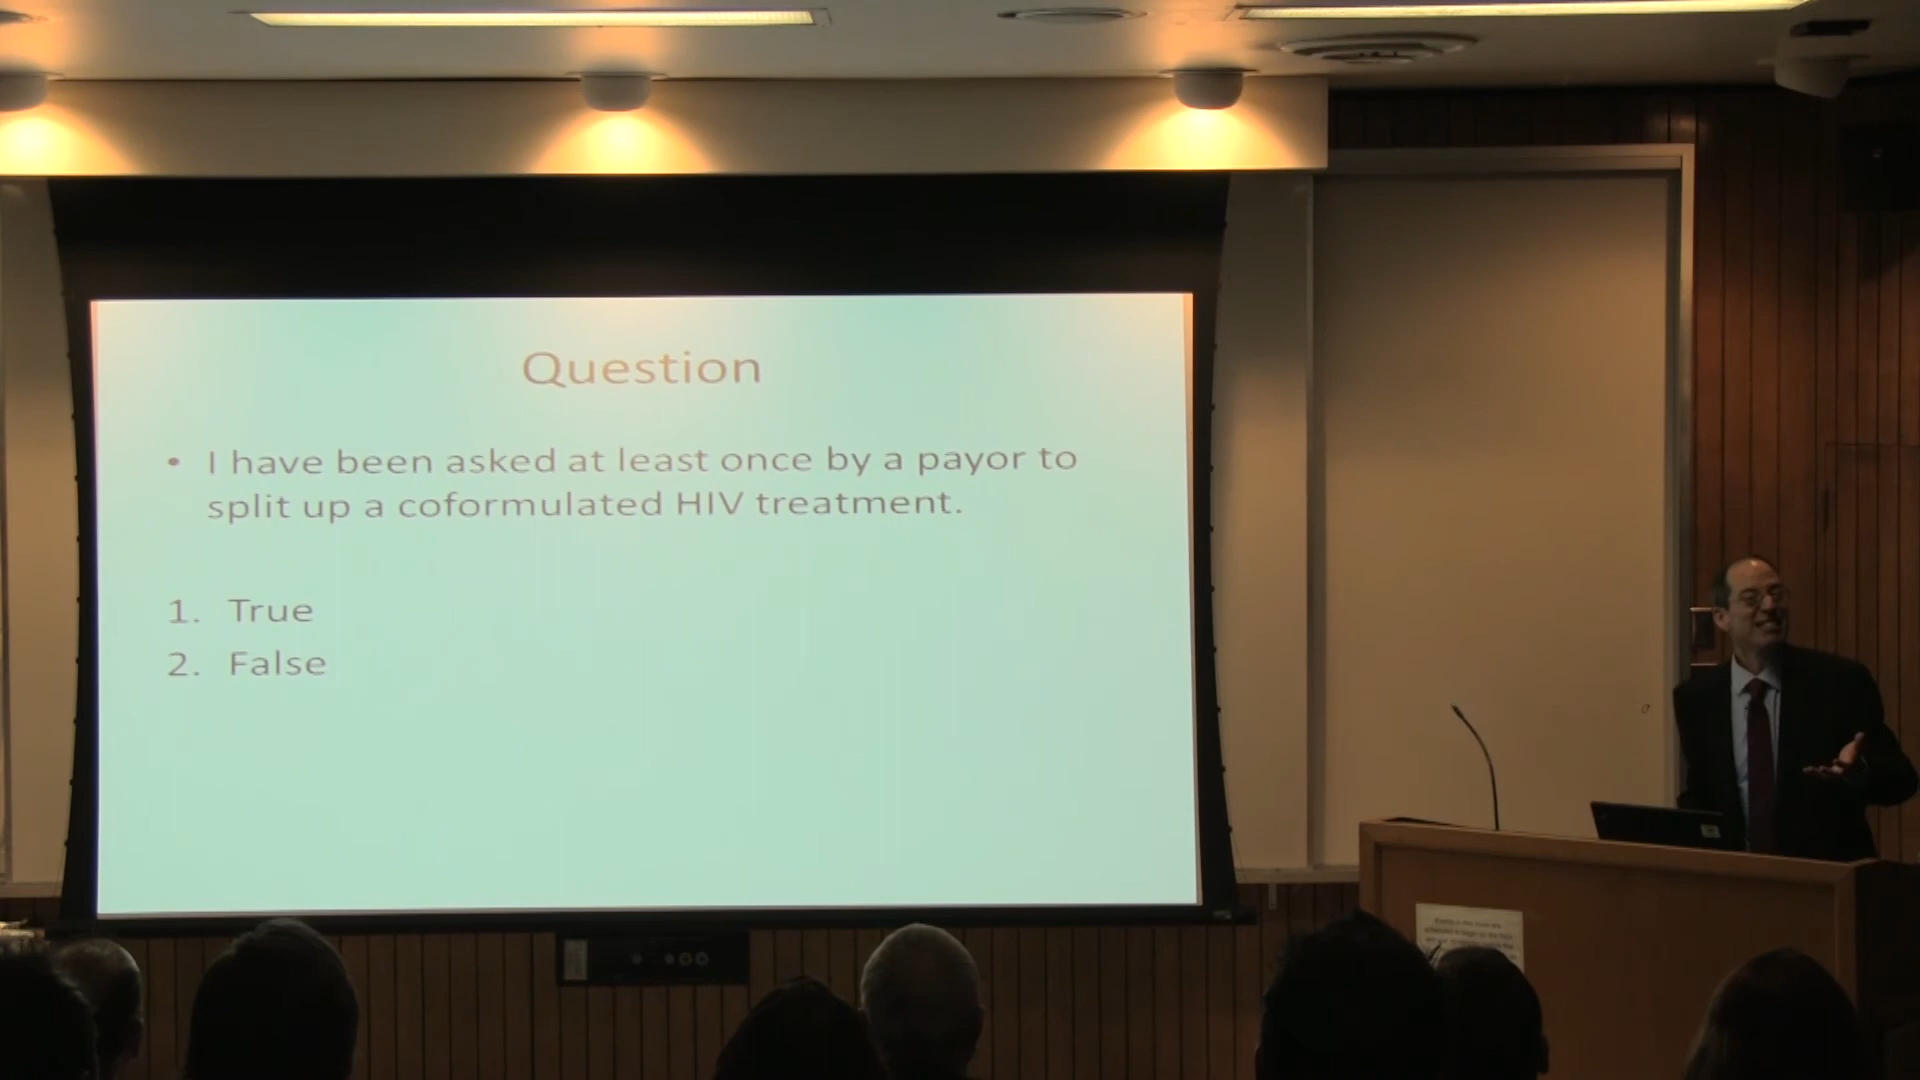 Question
• I have been asked at least once by a payor to
split up a coformulated HIV treatment.
1. True
2. False